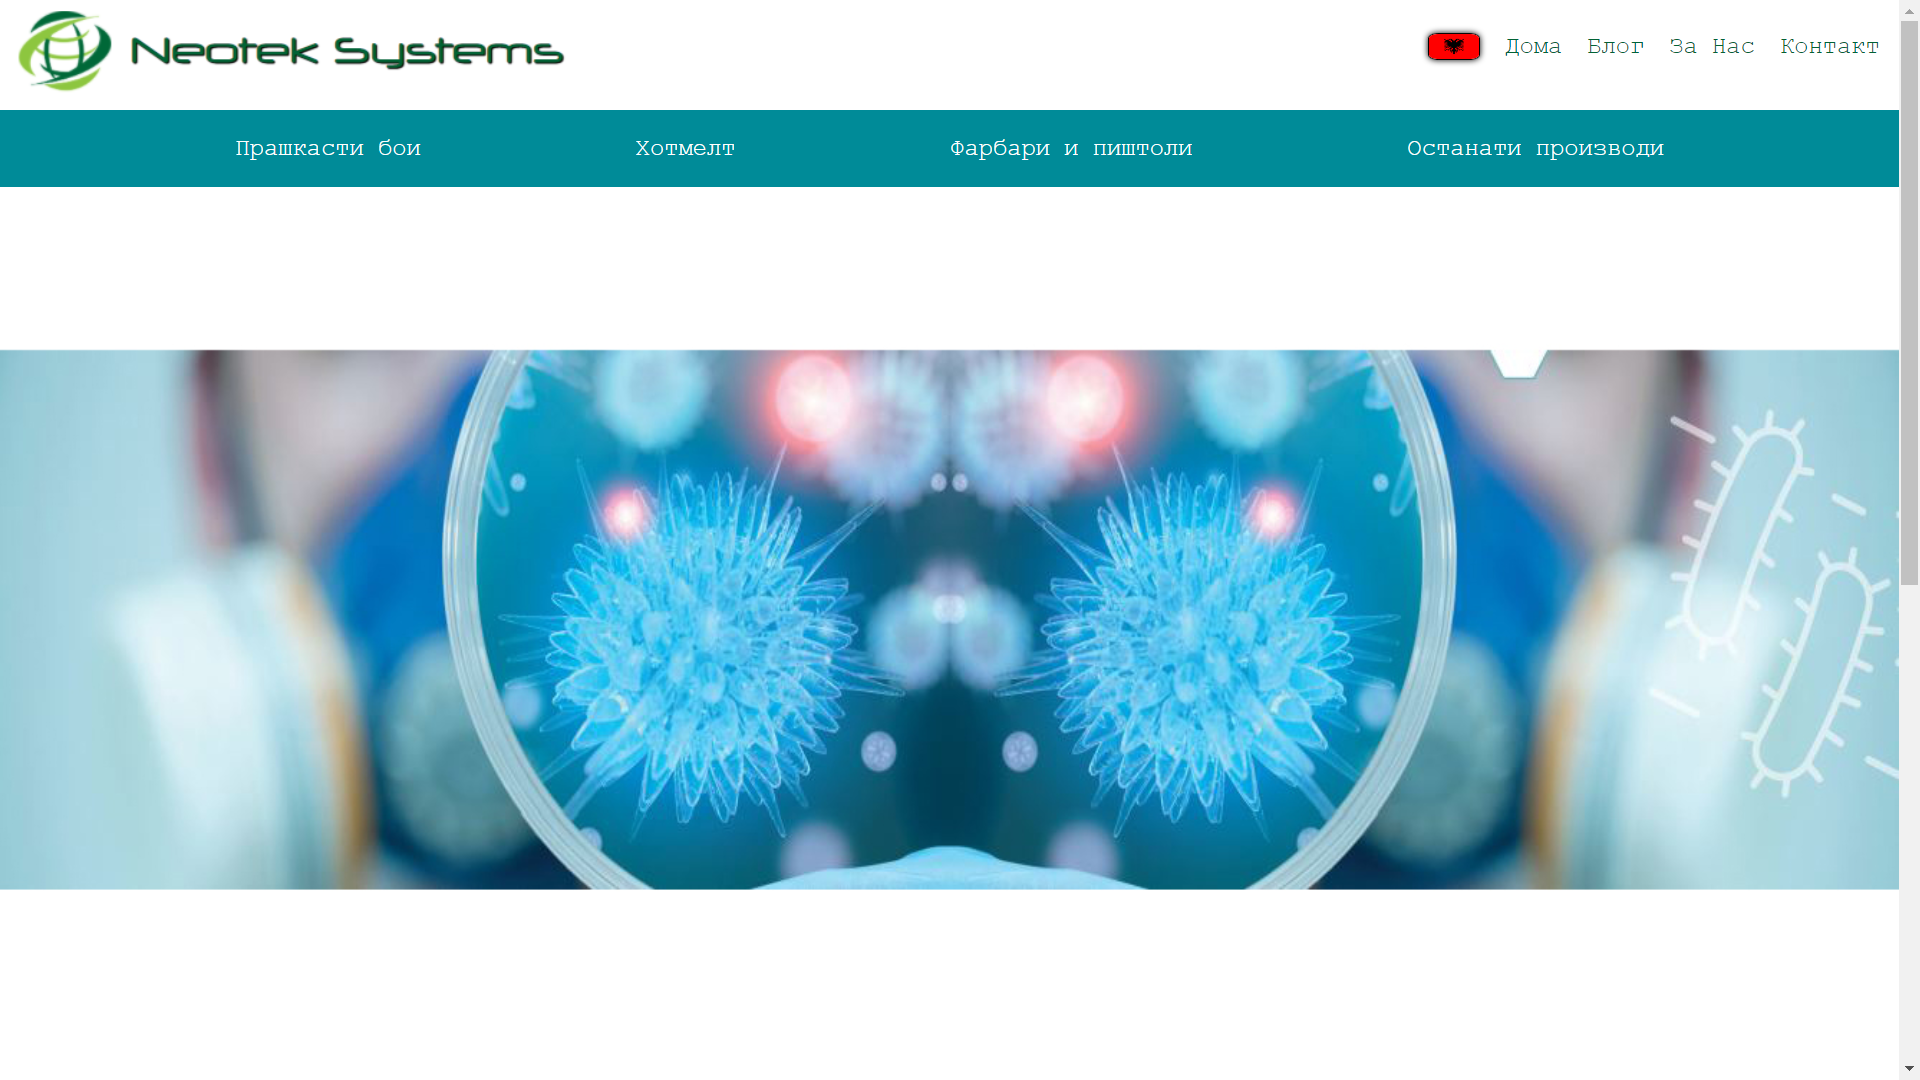 Neotek Systems
Дома Блог За Нас Контакт
Прашкасти бои Хотмелт Фарбари и пиштоли Останати производи